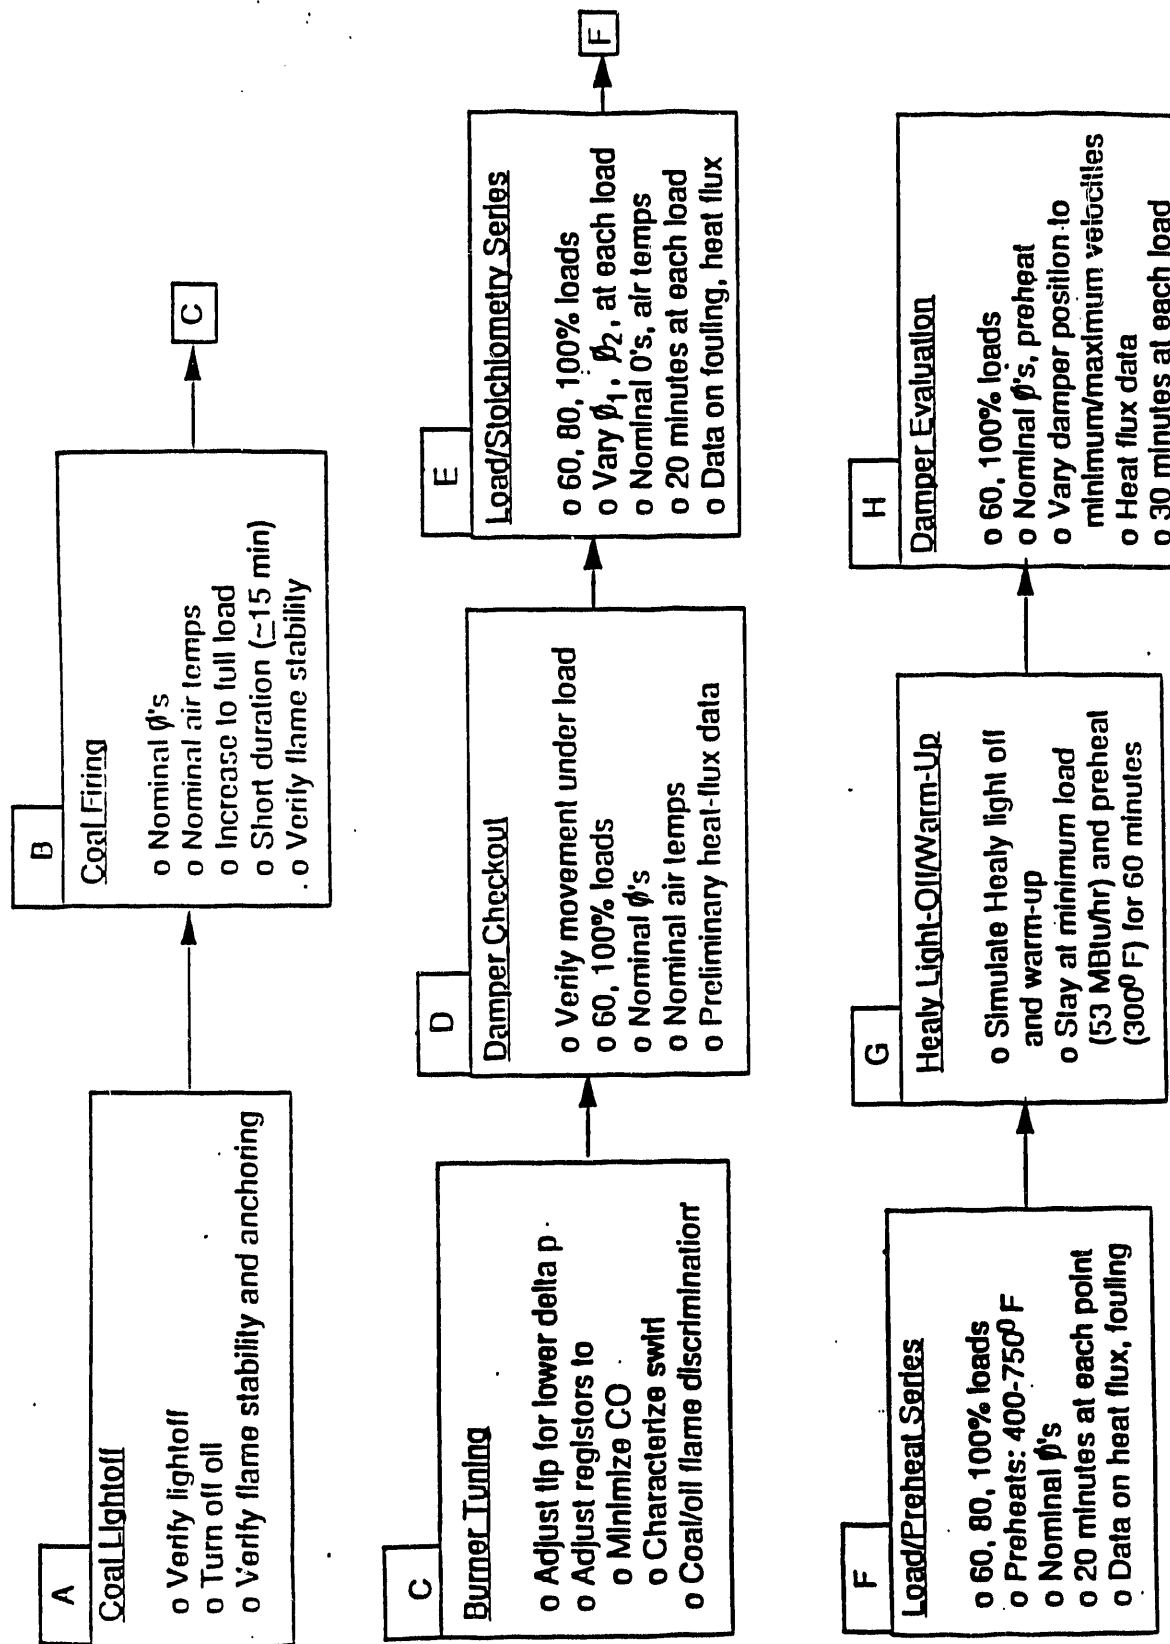 A
Coal Lightoff
o Verify lightoff
o Turn off oil
o Verify flame stability and anchoring
B
Coal Firing
o Nominal ϕ's
o Nominal air temps
o Increase to full load
o Short duration (~15 min)
o Verify flame stability
C
C
Burner Tuning
o Adjust tip for lower delta p
o Adjust registors to
o Minimize CO
o Characterize swirl
o Coal/oil flame discrimination
D
Damper Checkout
o Verify movement under load
o 60, 100% loads
o Nominal ϕ's
o Nominal air temps
o Preliminary heat-flux data
E
Load/Stoichiometry Series
o 60, 80, 100% loads
o Vary ϕ1, ϕ2, at each load
o Nominal 0's, air temps
o 20 minutes at each load
o Data on fouling, heat flux
F
F
Load/Preheat Series
o 60, 80, 100% loads
o Preheats: 400-750⁰F
o Nominal ϕ's
o 20 minutes at each point
o Data on heat flux, fouling
G
Healy Light-Off/Warm-Up
o Simulate Healy light off
and warm-up
o Stay at minimum load
(53 MBtu/hr) and preheat
(300⁰F) for 60 minutes
H
Damper Evaluation
o 60, 100% loads
o Nominal ϕ's, preheat
o Vary damper position to
minimum/maximum velocities
o Heat flux data
o 30 minutes at each load